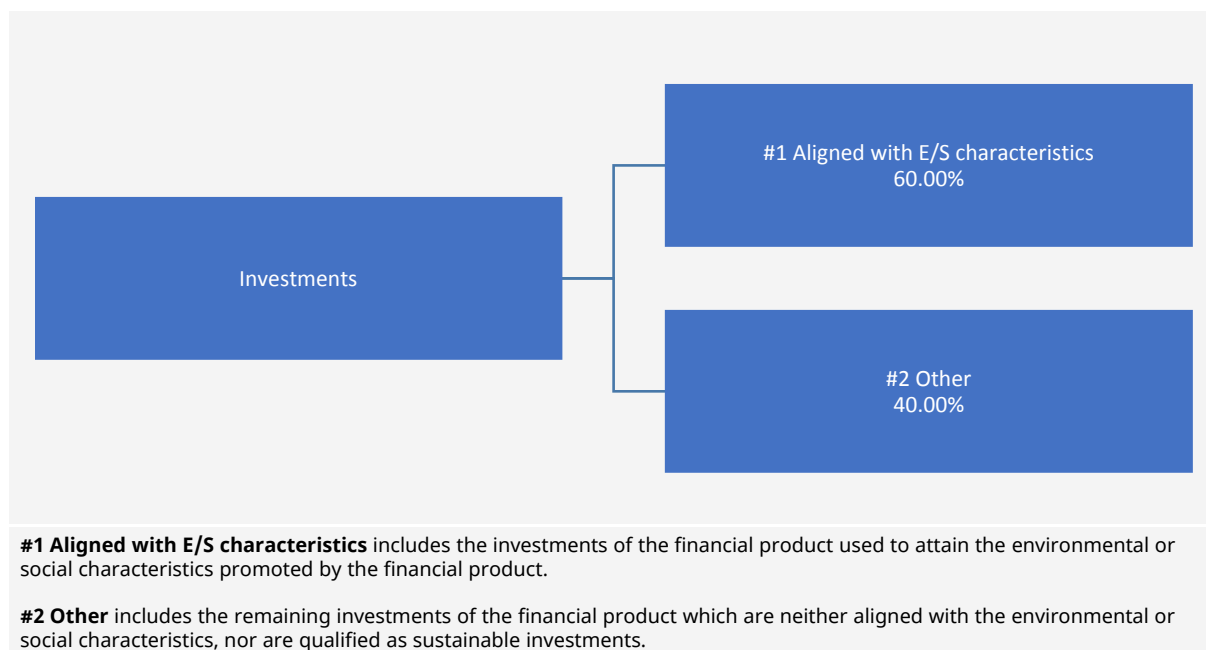 #1 Aligned with E/S characteristics
60.00%
Investments
#2 Other
40.00%
#1 Aligned with E/S characteristics includes the investments of the financial product used to attain the environmental or
social characteristics promoted by the financial product.
#2 Other includes the remaining investments of the financial product which are neither aligned with the environmental or
social characteristics, nor are qualified as sustainable investments.